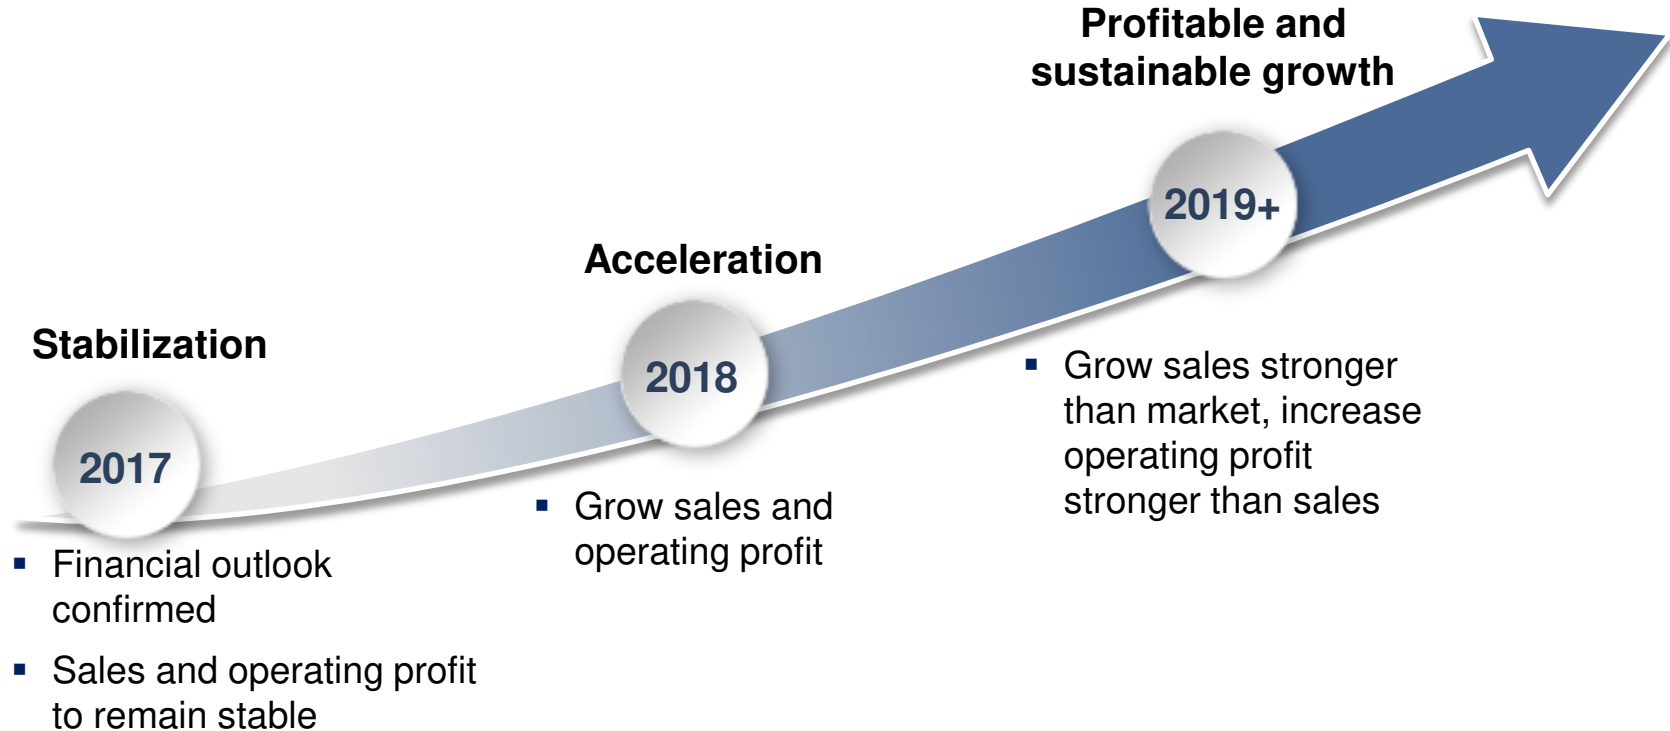 Stabilization
2017
▪ Financial outlook
confirmed
▪ Sales and operating profit
to remain stable
Acceleration
2018
▪ Grow sales and
operating profit
Profitable and
sustainable growth
2019+
▪ Grow sales stronger
than market, increase
operating profit
stronger than sales